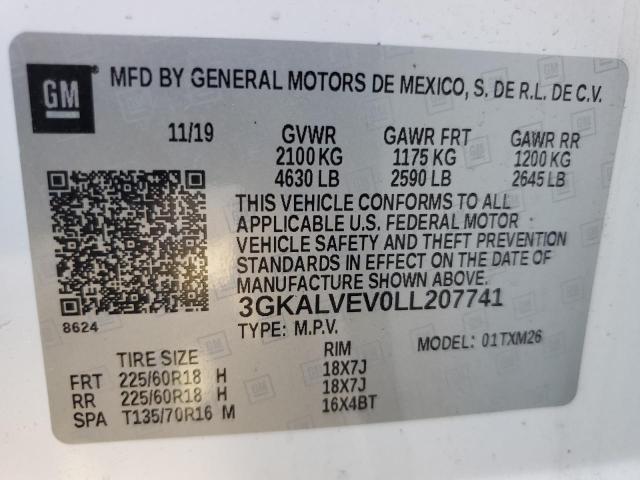 GM
MFD BY GENERAL MOTORS DE MEXICO, S. DE R.L. DE C.V.
11/19 GVWR GAWR FRT GAWR RR
2100 KG 1175 KG 1200 KG
4630 LB 2590 LB 2645 LB
THIS VEHICLE CONFORMS TO ALL
APPLICABLE U.S. FEDERAL MOTOR
VEHICLE SAFETY AND THEFT PREVENTION
STANDARDS IN EFFECT ON THE DATE OF
MANUFACTURE SHOWN ABOVE.
3GKALVEV0LL207741
8624
TYPE: M.P.V. MODEL: 01TXM26
TIRE SIZE RIM
FRT 225/60R18 H 18X7J
RR 225/60R18 H 18X7J
SPA T135/70R16 M 16X4BT